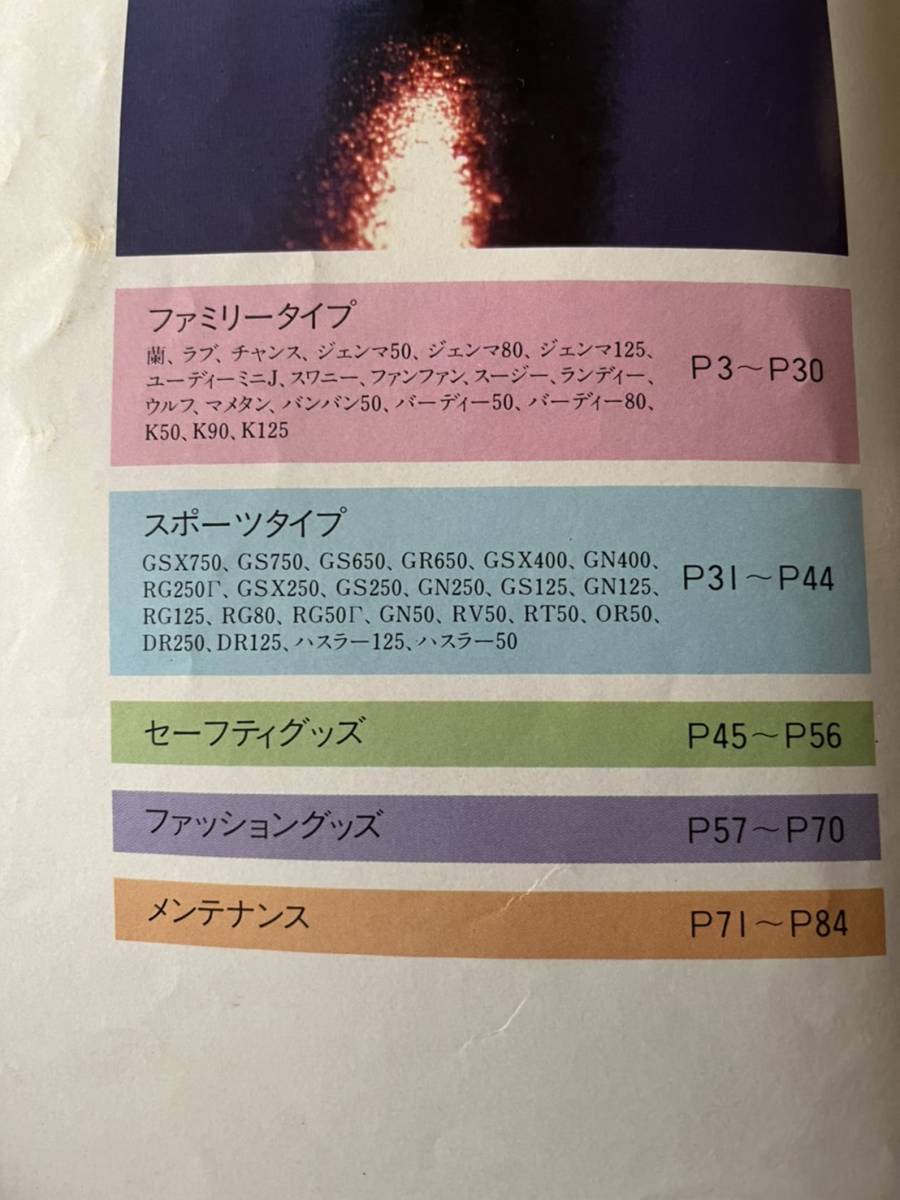 ファミリータイプ
蘭、ラブ、チャンス、ジェンマ50、ジェンマ80、ジェンマ125、
ユーディーミニJ、スワニー、ファンファン、スージー、ランディー、
ウルフ、マメタン、バンバン50、バーディー50、バーディー80、
K50、K90、K125
P3〜P30
スポーツタイプ
GSX750、GS750、GS650、GR650、GSX400、GN400、
RG250Γ、GSX250、GS250、GN250、GS125、GN125、
RG125、RG80、RG50Γ、GN50、RV50、RT50、OR50、
DR250、DR125、ハスラー125、ハスラー50
P31〜P44
セーフティグッズ P45〜P56
ファッショングッズ P57〜P70
メンテナンス P71〜P84